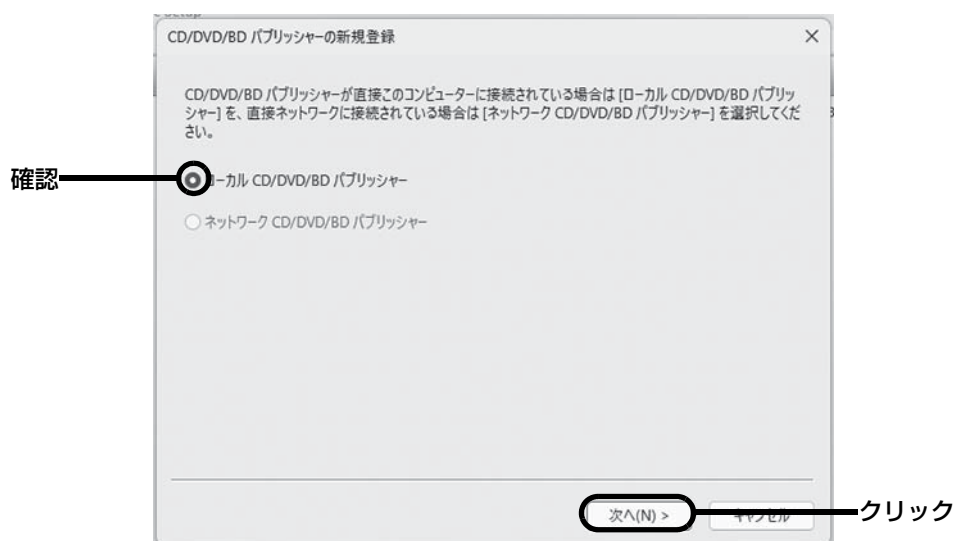 CD/DVD/BD パブリッシャーの新規登録
CD/DVD/BD パブリッシャーが直接このコンピューターに接続されている場合は [ローカル CD/DVD/BD パブリッ
シャー] を、直接ネットワークに接続されている場合は [ネットワーク CD/DVD/BD パブリッシャー] を選択してくだ
さい。
確認
ローカル CD/DVD/BD パブリッシャー
ネットワーク CD/DVD/BD パブリッシャー
次へ(N) >
キャンセル
クリック